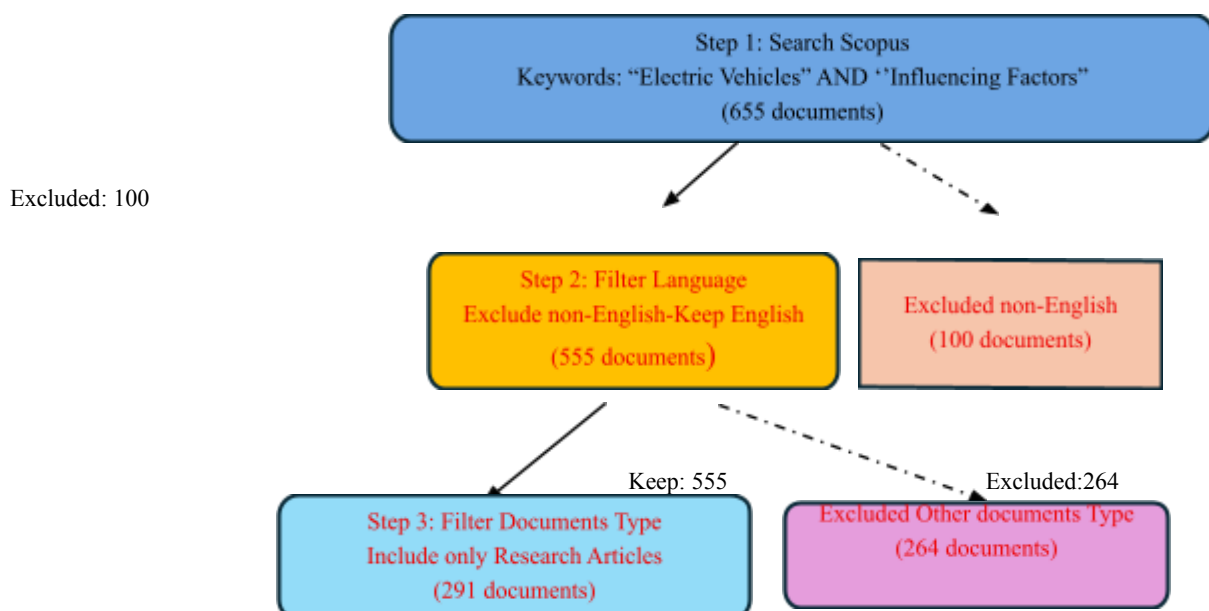 Step 1: Search Scopus
Keywords: “Electric Vehicles” AND ‘’Influencing Factors”
(655 documents)
Excluded: 100
Step 2: Filter Language
Exclude non-English-Keep English
(555 documents)
Excluded non-English
(100 documents)
Keep: 555
Excluded:264
Step 3: Filter Documents Type
Include only Research Articles
(291 documents)
Excluded Other documents Type
(264 documents)